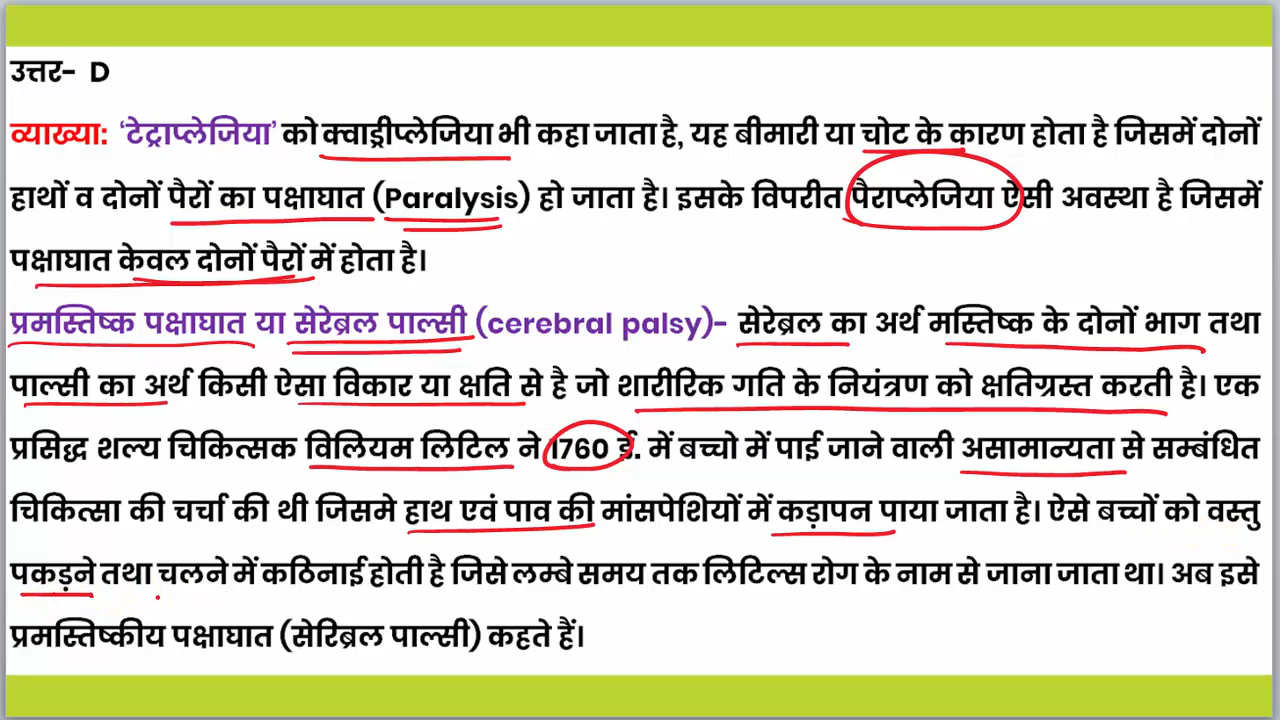 उत्तर- D
व्याख्या: 'टेट्राप्लेजिया' को क्वाड्रीप्लेजिया भी कहा जाता है, यह बीमारी या चोट के कारण होता है जिसमें दोनों
हाथों व दोनों पैरों का पक्षाघात (Paralysis) हो जाता है। इसके विपरीत पैराप्लेजिया ऐसी अवस्था है जिसमें
पक्षाघात केवल दोनों पैरों में होता है।
प्रमस्तिष्क पक्षाघात या सेरेब्रल पाल्सी (cerebral palsy)- सेरेब्रल का अर्थ मस्तिष्क के दोनों भाग तथा
पाल्सी का अर्थ किसी ऐसा विकार या क्षति से है जो शारीरिक गति के नियंत्रण को क्षतिग्रस्त करती है। एक
प्रसिद्ध शल्य चिकित्सक विलियम लिटिल ने 1760 ई. में बच्चो में पाई जाने वाली असामान्यता से सम्बंधित
चिकित्सा की चर्चा की थी जिसमे हाथ एवं पाव की मांसपेशियों में कड़ापन पाया जाता है। ऐसे बच्चों को वस्तु
पकड़ने तथा चलने में कठिनाई होती है जिसे लम्बे समय तक लिटिल्स रोग के नाम से जाना जाता था। अब इसे
प्रमस्तिष्कीय पक्षाघात (सेरिब्रल पाल्सी) कहते हैं।